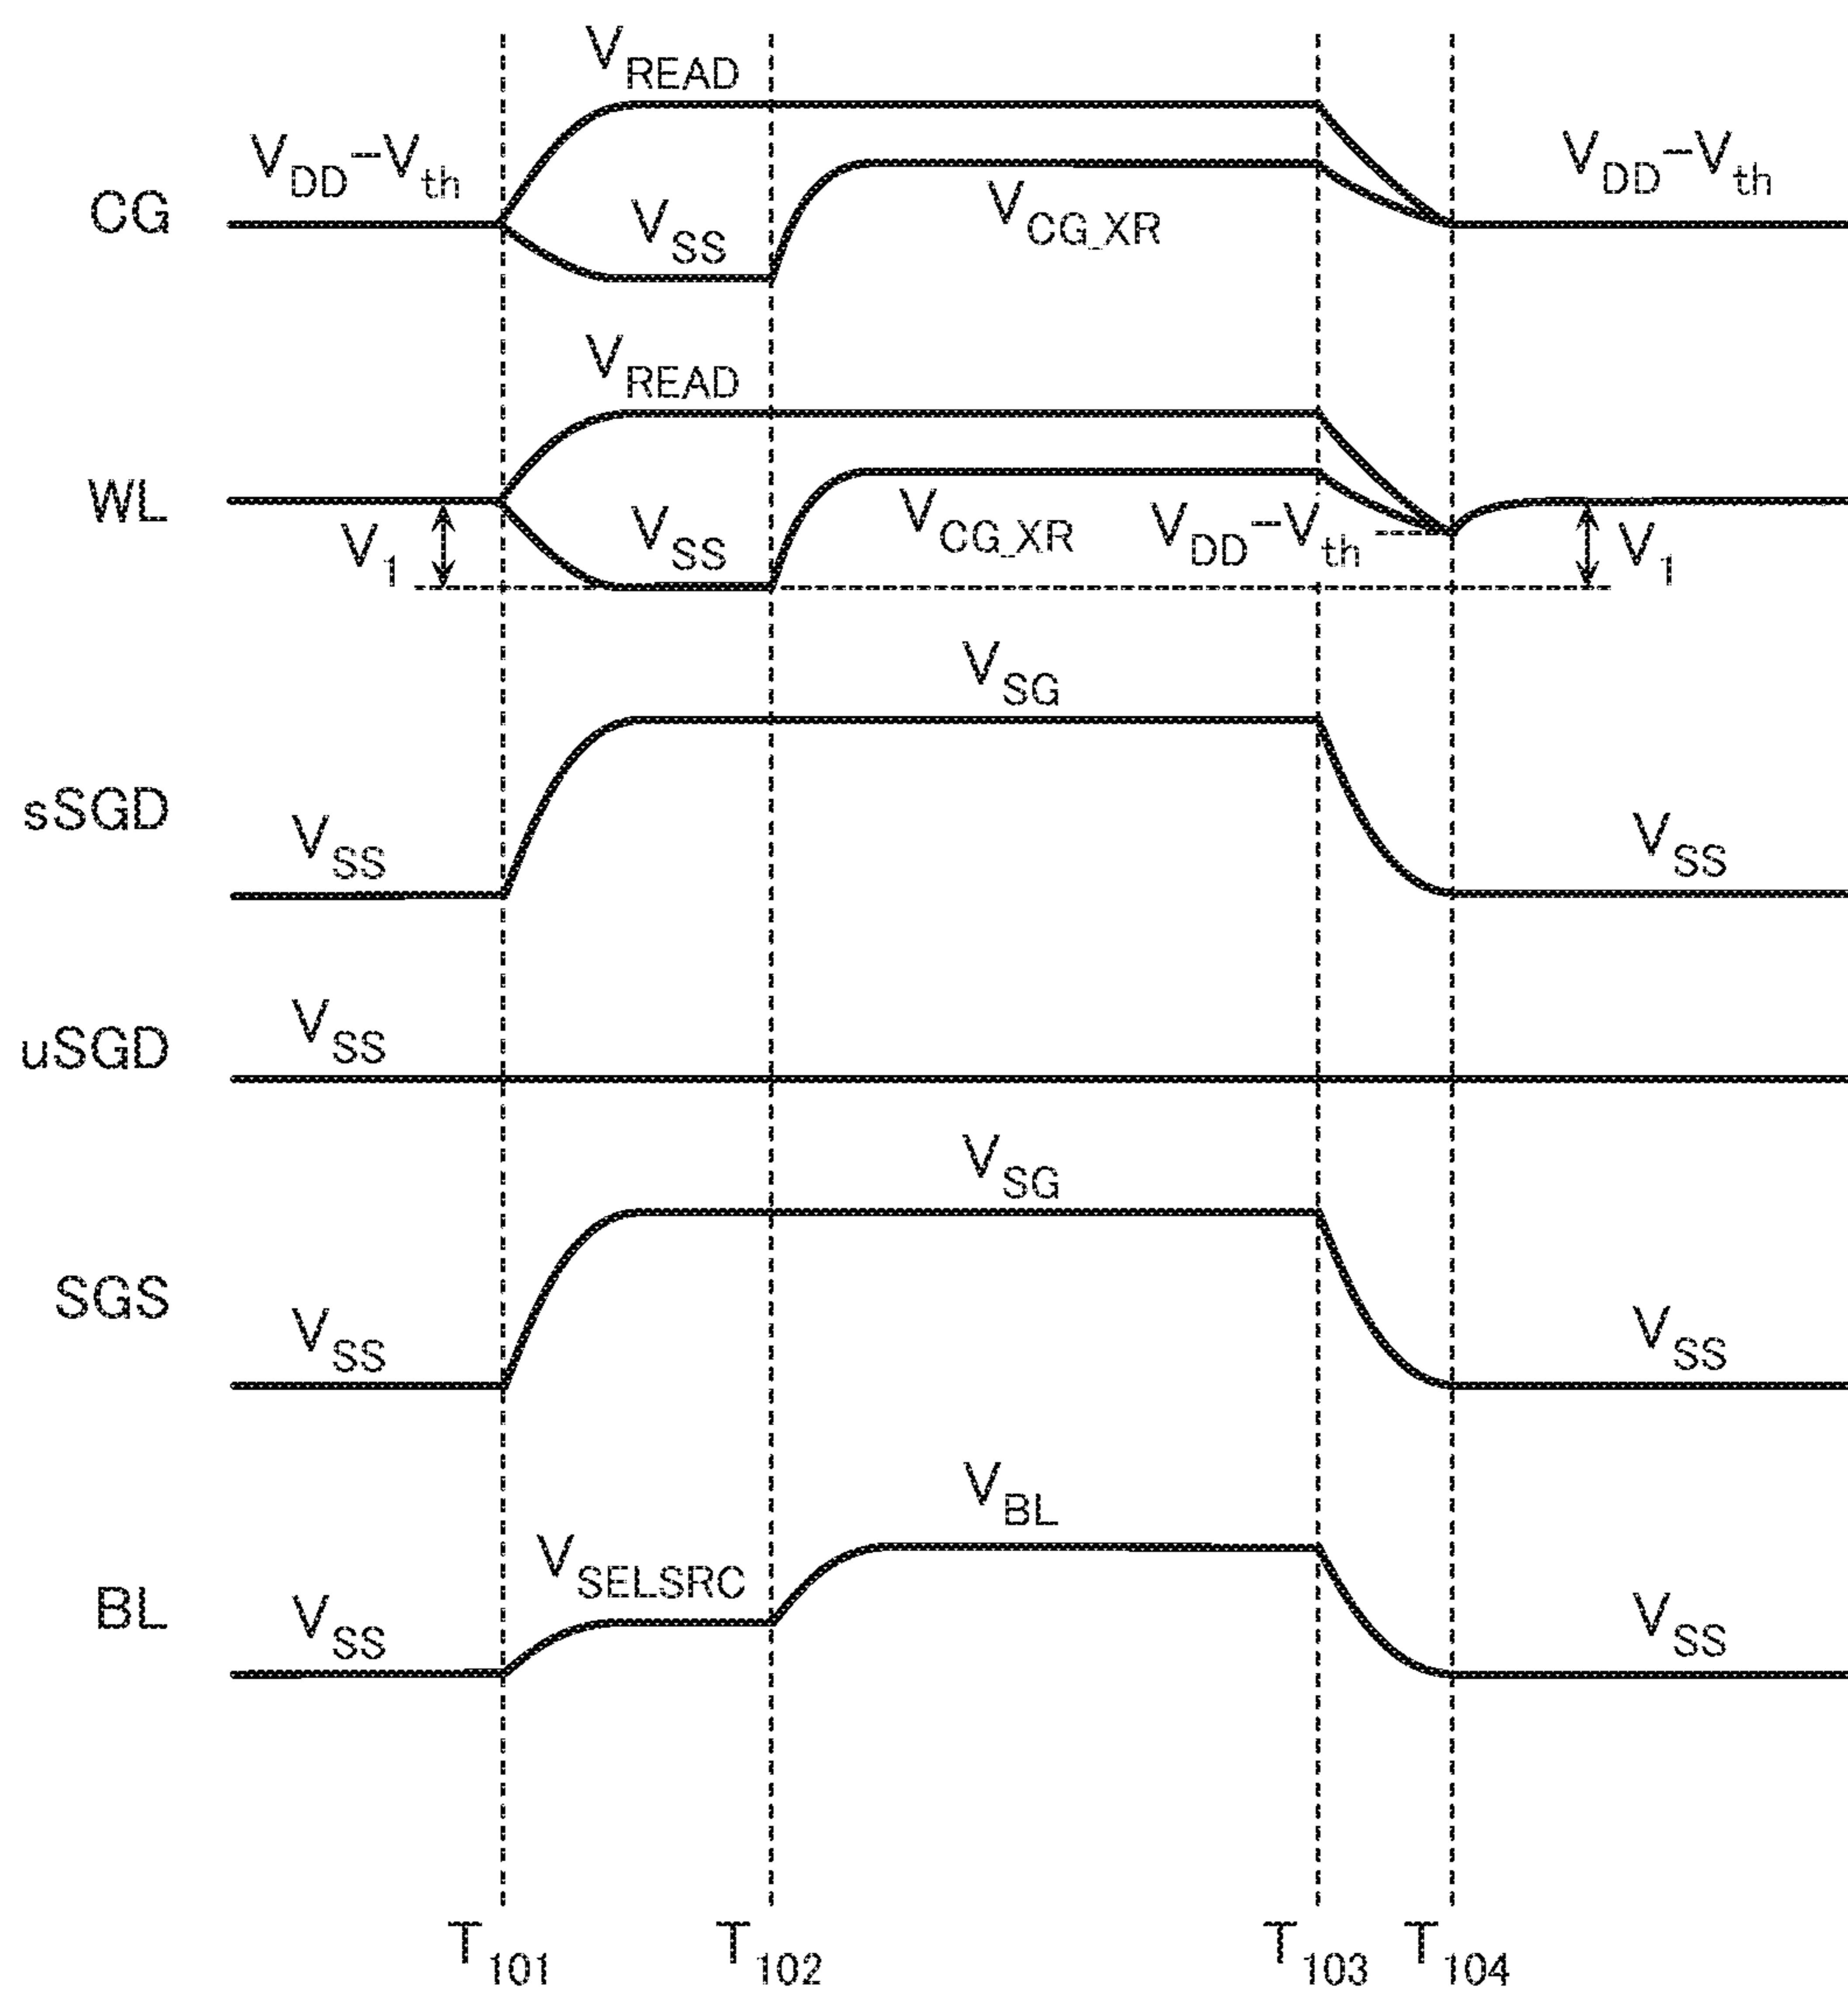 V_READ
V_DD−V_th
V_DD−V_th
CG
V_SS
V_CG_XR
V_READ
WL
V_1
V_SS
V_CG_XR
V_DD−V_th
V_1
V_SG
sSGD
V_SS
V_SS
V_SS
uSGD
V_SG
SGS
V_SS
V_SS
V_BL
V_SELSRC
BL
V_SS
V_SS
T_101
T_102
T_103
T_104